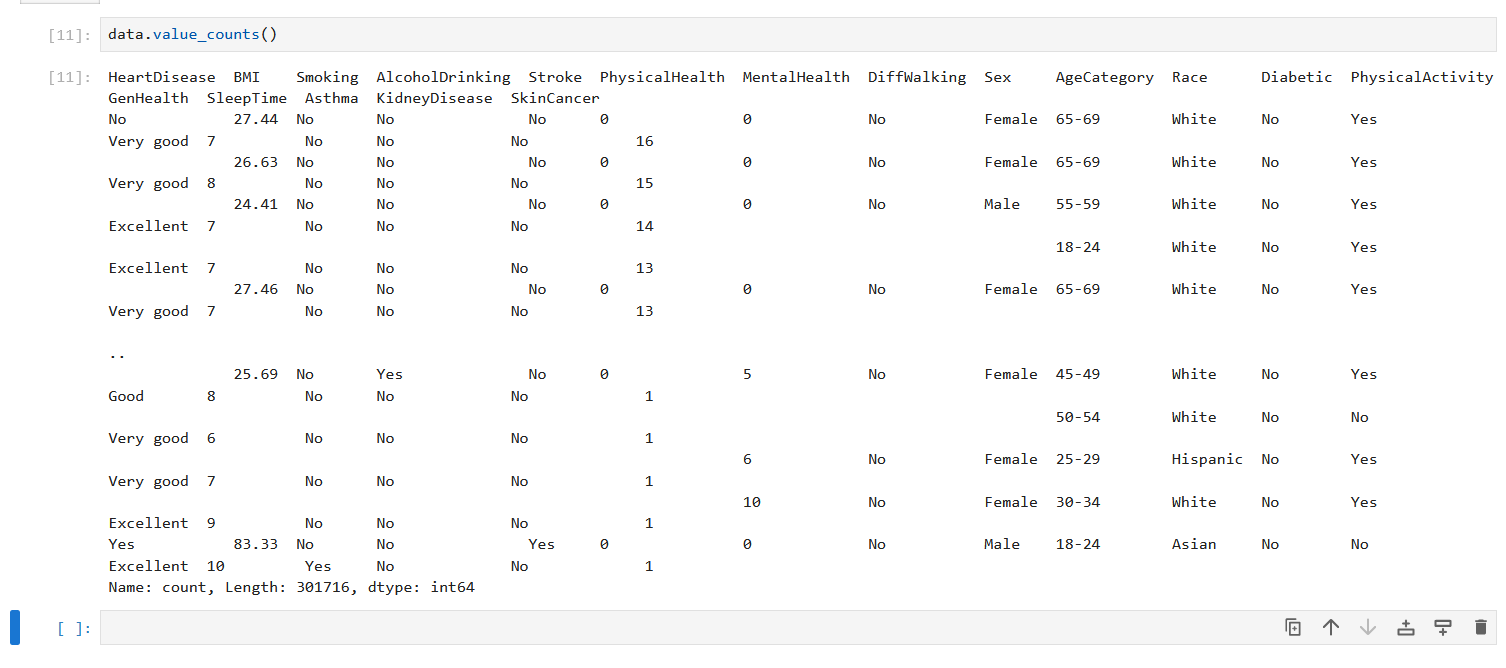 [11]: data.value_counts()
[11]: HeartDisease  BMI    Smoking  AlcoholDrinking  Stroke  PhysicalHealth  MentalHealth  DiffWalking  Sex     AgeCategory  Race      Diabetic  PhysicalActivity
GenHealth  SleepTime  Asthma  KidneyDisease  SkinCancer
No            27.44  No       No               No      0               0             No           Female  65-69        White     No        Yes
Very good  7          No      No             No            16
              26.63  No       No               No      0               0             No           Female  65-69        White     No        Yes
Very good  8          No      No             No            15
              24.41  No       No               No      0               0             No           Male    55-59        White     No        Yes
Excellent  7          No      No             No            14
                                                                                                          18-24        White     No        Yes
Excellent  7          No      No             No            13
              27.46  No       No               No      0               0             No           Female  65-69        White     No        Yes
Very good  7          No      No             No            13
..
              25.69  No       Yes              No      0               5             No           Female  45-49        White     No        Yes
Good       8          No      No             No             1
                                                                                                          50-54        White     No        No
Very good  6          No      No             No             1
                                                                       6             No           Female  25-29        Hispanic  No        Yes
Very good  7          No      No             No             1
                                                                       10            No           Female  30-34        White     No        Yes
Excellent  9          No      No             No             1
Yes           83.33  No       No               Yes     0               0             No           Male    18-24        Asian     No        No
Excellent  10         Yes     No             No             1
Name: count, Length: 301716, dtype: int64
[ ]: